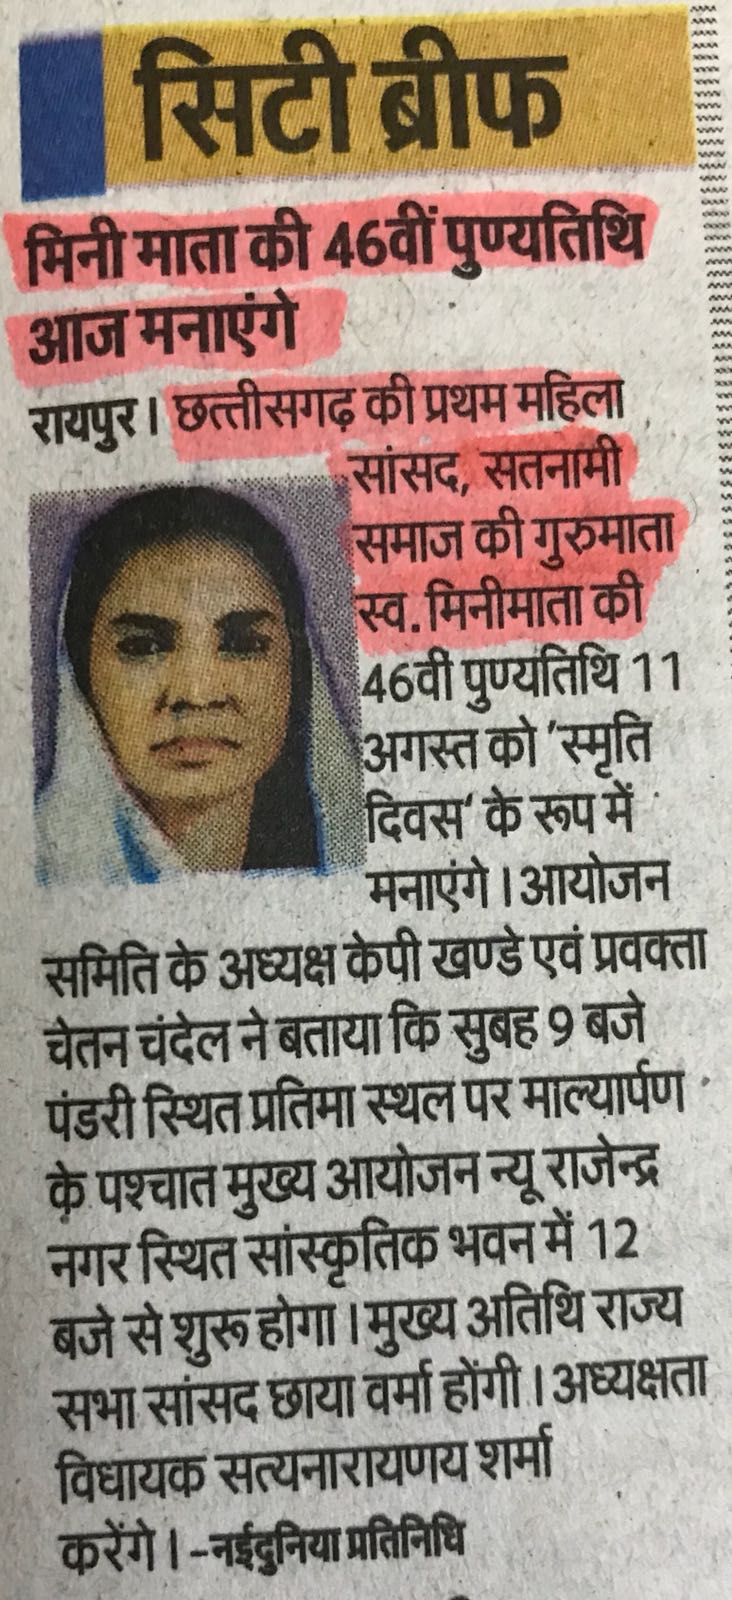 सिटी ब्रीफ
मिनी माता की 46वीं पुण्यतिथि
आज मनाएंगे
रायपुर। छत्तीसगढ़ की प्रथम महिला
सांसद, सतनामी
समाज की गुरुमाता
स्व. मिनीमाता की
46वी पुण्यतिथि 11
अगस्त को 'स्मृति
दिवस' के रूप में
मनाएंगे। आयोजन
समिति के अध्यक्ष केपी खण्डे एवं प्रवक्ता
चेतन चंदेल ने बताया कि सुबह 9 बजे
पंडरी स्थित प्रतिमा स्थल पर माल्यार्पण
के पश्चात मुख्य आयोजन न्यू राजेन्द्र
नगर स्थित सांस्कृतिक भवन में 12
बजे से शुरू होगा। मुख्य अतिथि राज्य
सभा सांसद छाया वर्मा होंगी। अध्यक्षता
विधायक सत्यनारायणय शर्मा
करेंगे। -नईदुनिया प्रतिनिधि